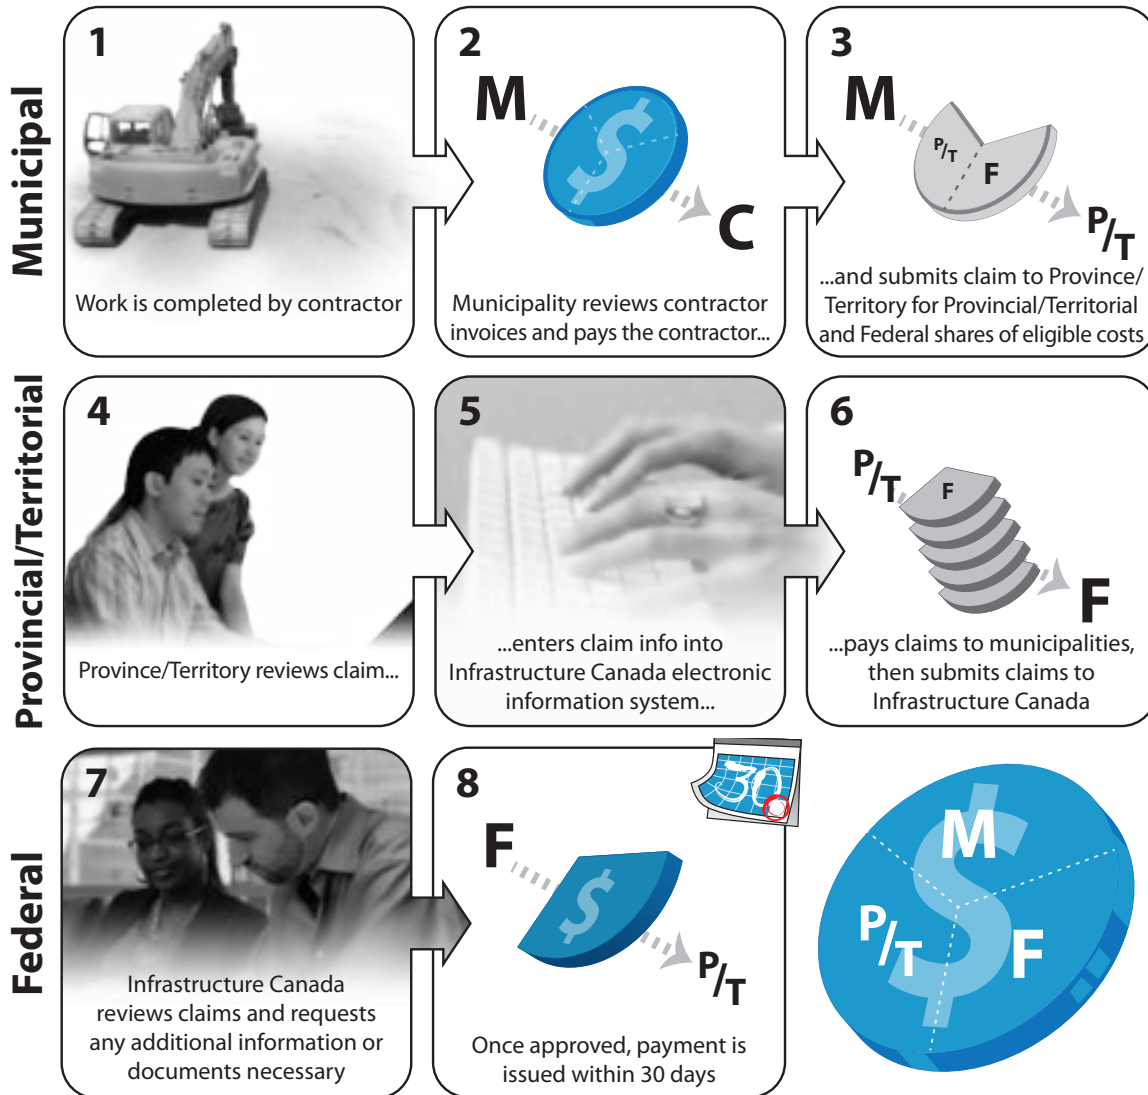 Municipal
1
Work is completed by contractor
2
M
$
C
Municipality reviews contractor
invoices and pays the contractor...
3
M
P/T
F
P/T
...and submits claim to Province/
Territory for Provincial/Territorial
and Federal shares of eligible costs
Provincial/Territorial
4
Province/Territory reviews claim...
5
...enters claim info into
Infrastructure Canada electronic
information system...
6
P/T
F
F
...pays claims to municipalities,
then submits claims to
Infrastructure Canada
Federal
7
Infrastructure Canada
reviews claims and requests
any additional information or
documents necessary
8
30
F
$
P/T
Once approved, payment is
issued within 30 days
$
M
P/T
F